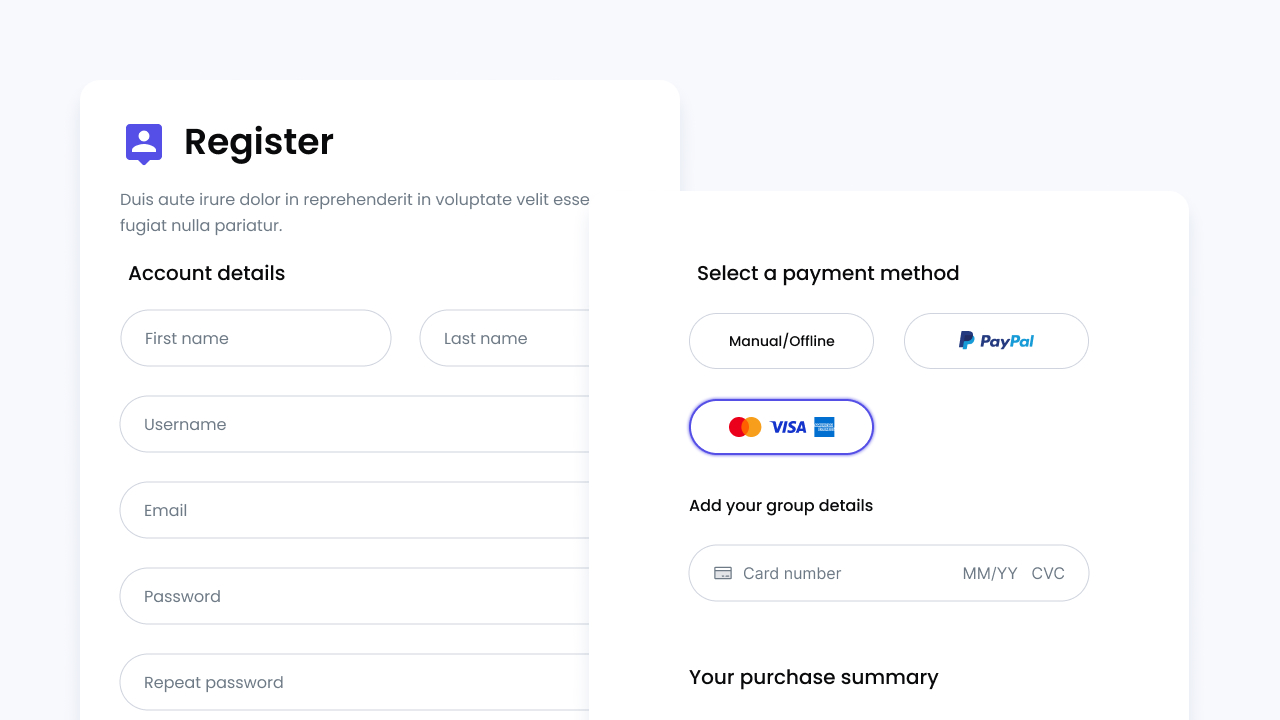 Register
Duis aute irure dolor in reprehenderit in voluptate velit esse
fugiat nulla pariatur.
Account details
First name
Last name
Username
Email
Password
Repeat password
Select a payment method
Manual/Offline
PayPal
VISA
Add your group details
Card number MM/YY CVC
Your purchase summary